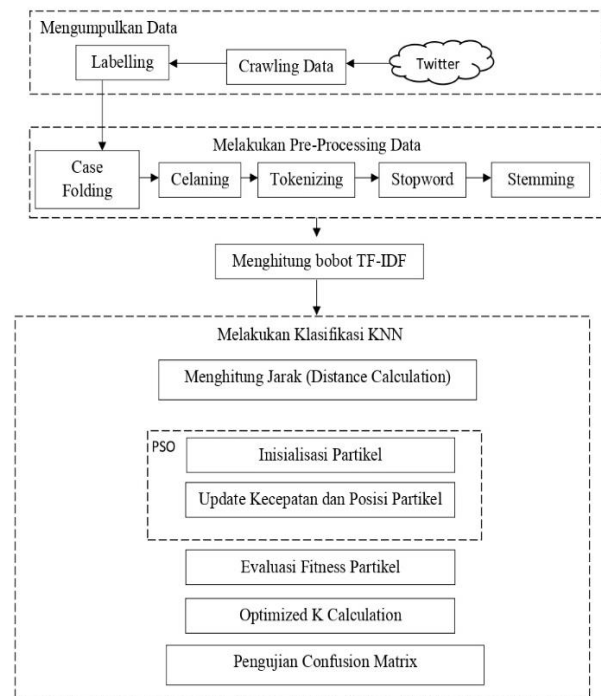 Mengumpulkan Data
Labelling
Crawling Data
Twitter
Melakukan Pre-Processing Data
Case
Folding
Celaning
Tokenizing
Stopword
Stemming
Menghitung bobot TF-IDF
Melakukan Klasifikasi KNN
Menghitung Jarak (Distance Calculation)
PSO
Inisialisasi Partikel
Update Kecepatan dan Posisi Partikel
Evaluasi Fitness Partikel
Optimized K Calculation
Pengujian Confusion Matrix